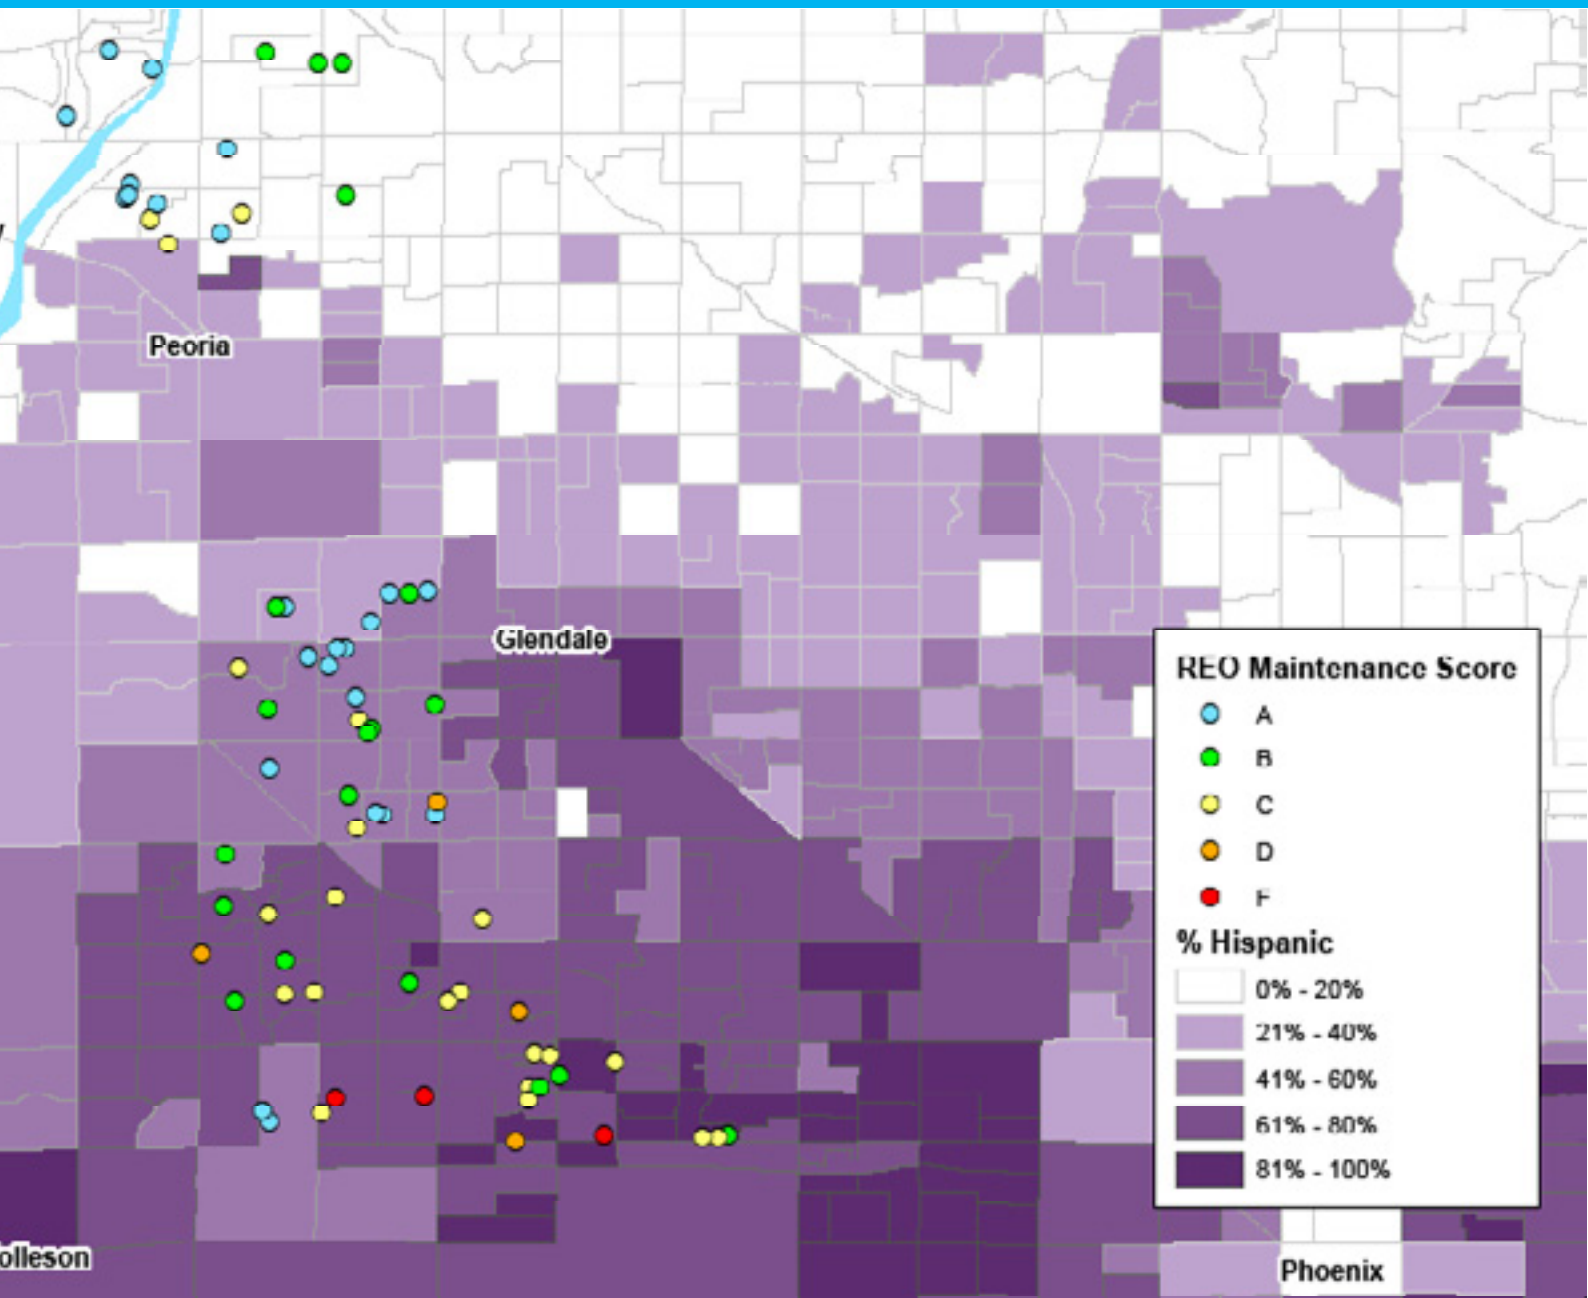 Peoria
Glendale
REO Maintenance Score
A
B
C
D
F
% Hispanic
0% - 20%
21% - 40%
41% - 60%
61% - 80%
81% - 100%
olleson
Phoenix